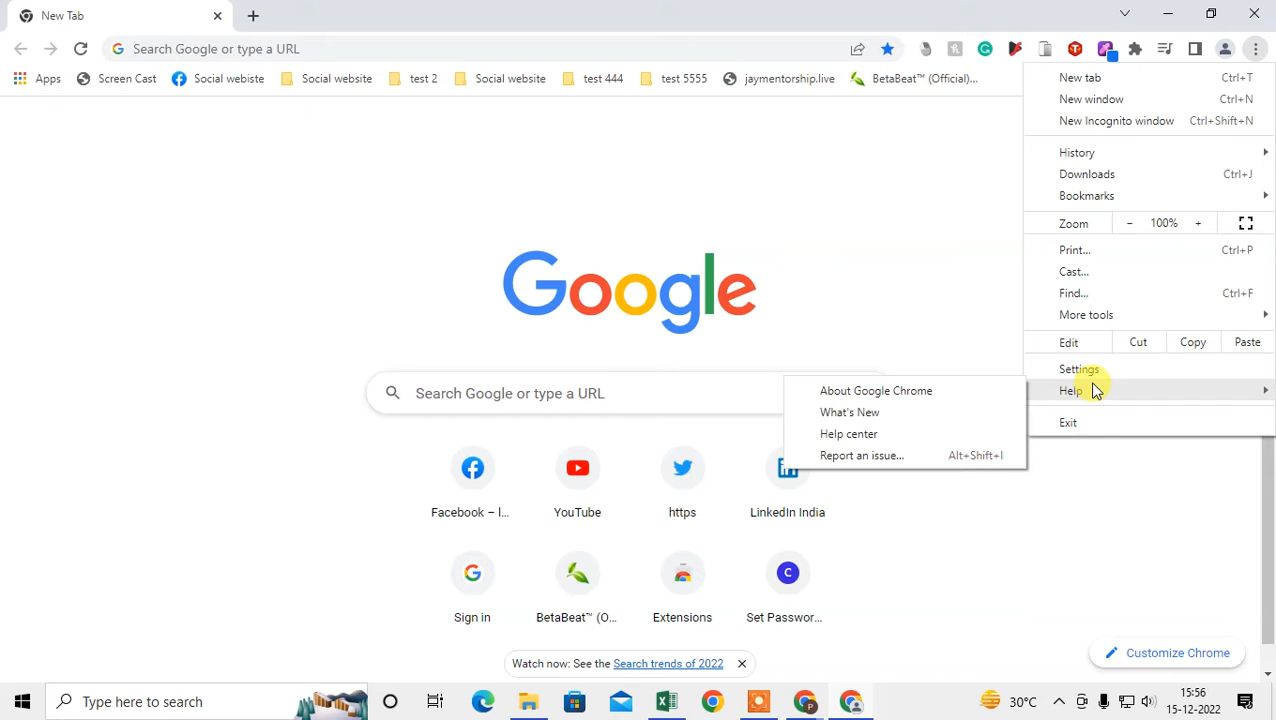 New Tab
Search Google or type a URL
Apps Screen Cast Social webiste Social website test 2 Social website test 444 test 5555 jaymentorship.live BetaBeat™ (Official)...
New tab Ctrl+T
New window Ctrl+N
New Incognito window Ctrl+Shift+N
History
Downloads Ctrl+J
Bookmarks
Zoom − 100% +
Print... Ctrl+P
Cast...
Find... Ctrl+F
More tools
Edit Cut Copy Paste
Settings
Help
Exit
About Google Chrome
What's New
Help center
Report an issue... Alt+Shift+I
Google
Search Google or type a URL
Facebook – l... YouTube https LinkedIn India
C
Sign in BetaBeat™ (O... Extensions Set Passwor...
Watch now: See the Search trends of 2022
Customize Chrome
Type here to search
30°C
15:56
15-12-2022